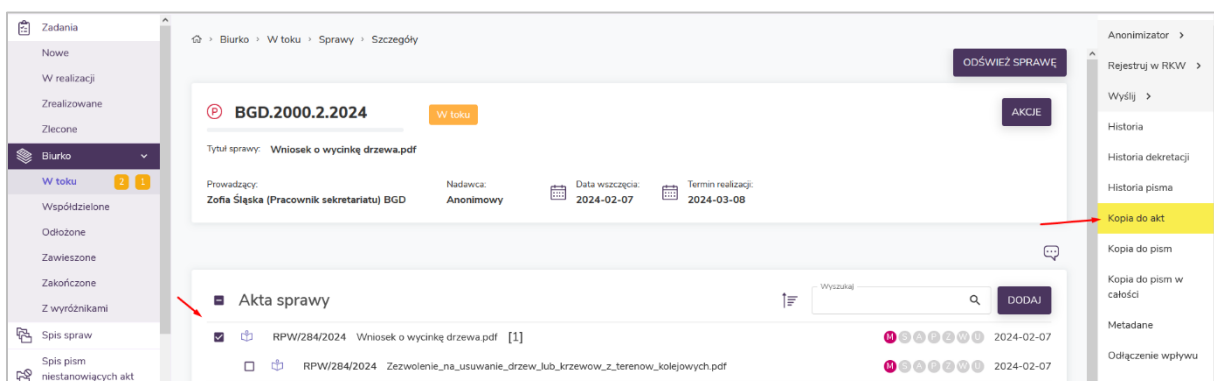 Zadania
Nowe
W realizacji
Zrealizowane
Zlecone
Biurko
W toku 2 1
Współdzielone
Odłożone
Zawieszone
Zakończone
Z wyróżnikami
Spis spraw
Spis pism
niestanowiących akt
Biurko > W toku > Sprawy > Szczegóły
ODŚWIEŻ SPRAWĘ
P BGD.2000.2.2024 W toku AKCJE
Tytuł sprawy: Wniosek o wycinkę drzewa.pdf
Prowadzący: Nadawca: Data wszczęcia: Termin realizacji:
Zofia Śląska (Pracownik sekretariatu) BGD Anonimowy 2024-02-07 2024-03-08
Akta sprawy Wyszukaj DODAJ
RPW/284/2024 Wniosek o wycinkę drzewa.pdf [1] M S A P Z W U 2024-02-07
RPW/284/2024 Zezwolenie_na_usuwanie_drzew_lub_krzewow_z_terenow_kolejowych.pdf M S A P Z W U 2024-02-07
Anonimizator >
Rejestruj w RKW >
Wyślij >
Historia
Historia dekretacji
Historia pisma
Kopia do akt
Kopia do pism
Kopia do pism w
całości
Metadane
Odłączenie wpływu